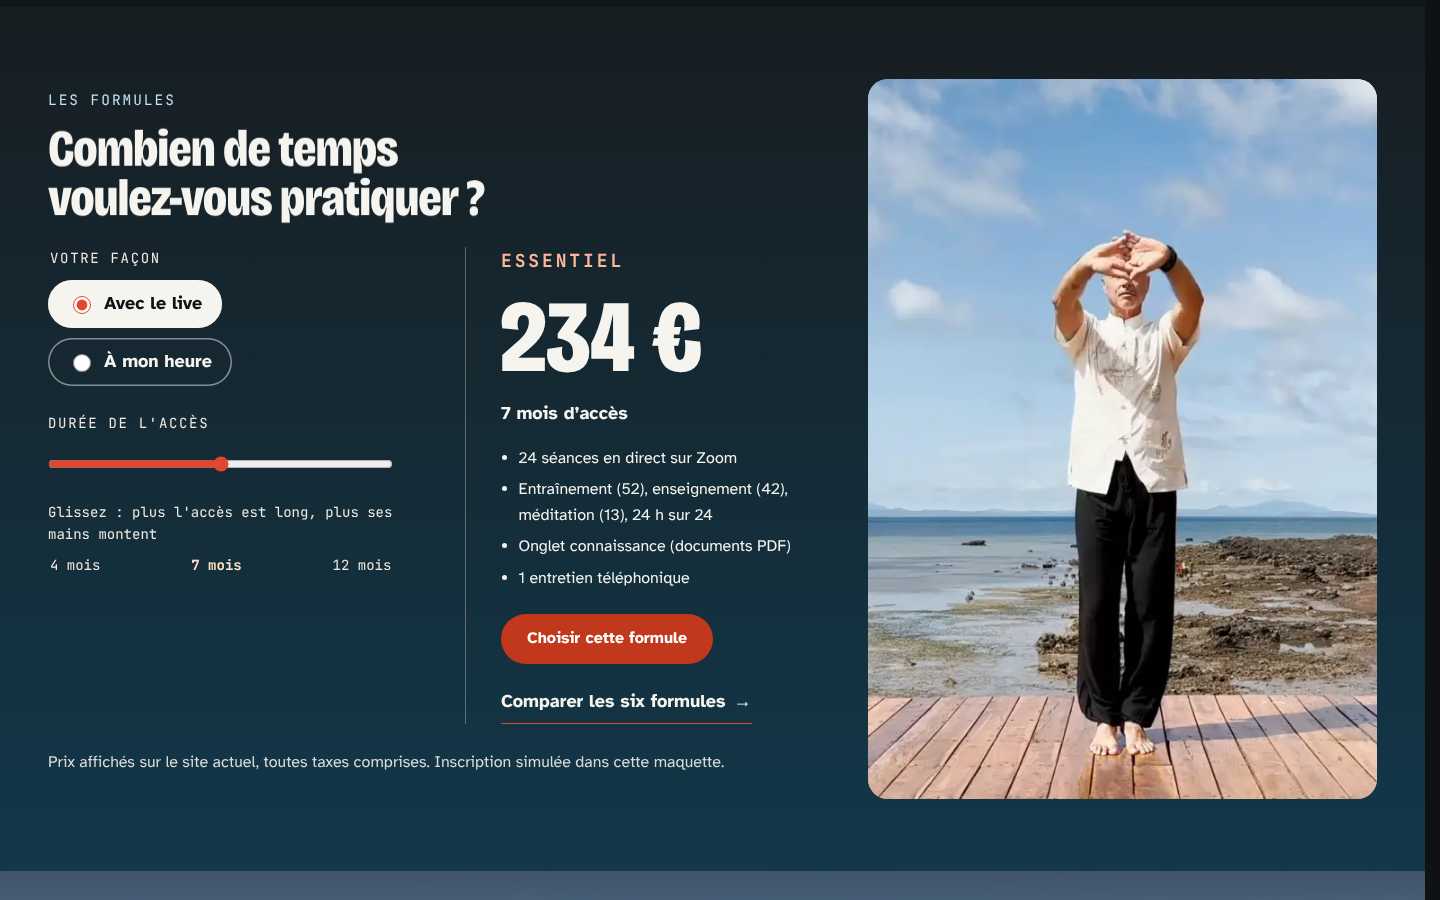 LES FORMULES
Combien de temps
voulez-vous pratiquer ?
VOTRE FAÇON
Avec le live
À mon heure
DURÉE DE L'ACCÈS
Glissez : plus l'accès est long, plus ses
mains montent
4 mois 7 mois 12 mois
ESSENTIEL
234 €
7 mois d'accès
• 24 séances en direct sur Zoom
• Entraînement (52), enseignement (42),
méditation (13), 24 h sur 24
• Onglet connaissance (documents PDF)
• 1 entretien téléphonique
Choisir cette formule
Comparer les six formules →
Prix affichés sur le site actuel, toutes taxes comprises. Inscription simulée dans cette maquette.